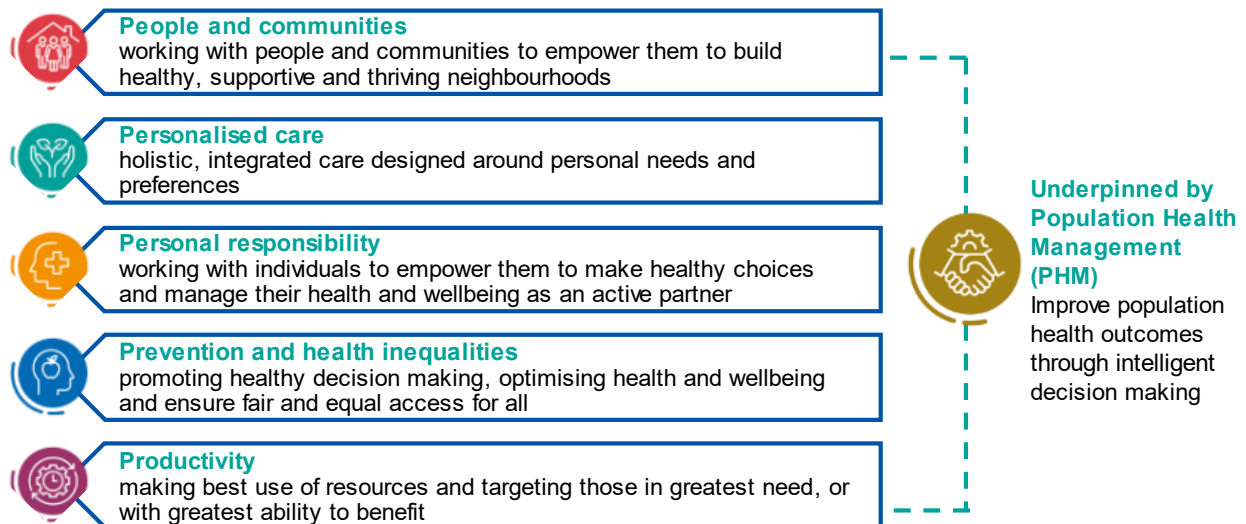 People and communities
working with people and communities to empower them to build
healthy, supportive and thriving neighbourhoods
Personalised care
holistic, integrated care designed around personal needs and
preferences
Personal responsibility
working with individuals to empower them to make healthy choices
and manage their health and wellbeing as an active partner
Prevention and health inequalities
promoting healthy decision making, optimising health and wellbeing
and ensure fair and equal access for all
Productivity
making best use of resources and targeting those in greatest need, or
with greatest ability to benefit
Underpinned by
Population Health
Management
(PHM)
Improve population
health outcomes
through intelligent
decision making